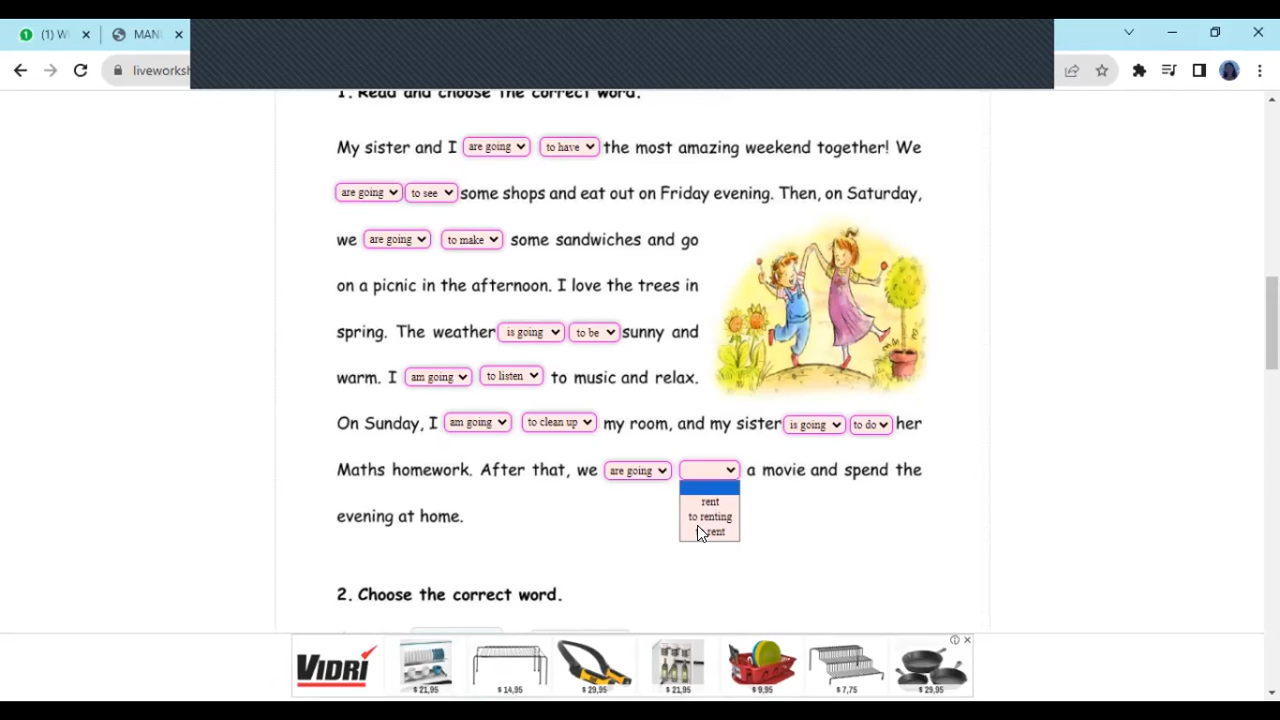 (1) W
MAN
liveworksh
1. Read and choose the correct word.
My sister and I are going to have the most amazing weekend together! We
are going to see some shops and eat out on Friday evening. Then, on Saturday,
we are going to make some sandwiches and go
on a picnic in the afternoon. I love the trees in
spring. The weather is going to be sunny and
warm. I am going to listen to music and relax.
On Sunday, I am going to clean up my room, and my sister is going to do her
Maths homework. After that, we are going a movie and spend the
rent
to renting
rent
evening at home.
2. Choose the correct word.
VIDRI
$ 21,95
$ 14,95
$ 29,95
$ 21,95
$ 9,95
$ 7,75
$ 29,95